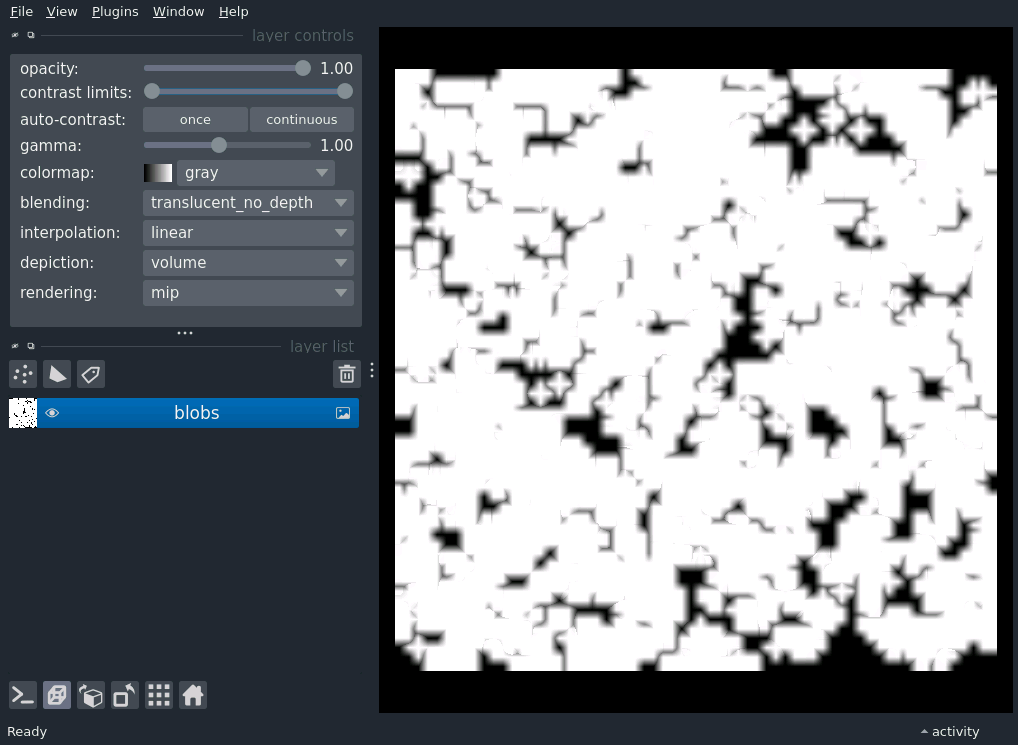 File View Plugins Window Help
layer controls
opacity: 1.00
contrast limits:
auto-contrast: once continuous
gamma: 1.00
colormap: gray
blending: translucent_no_depth
interpolation: linear
depiction: volume
rendering: mip
layer list
blobs
Ready activity